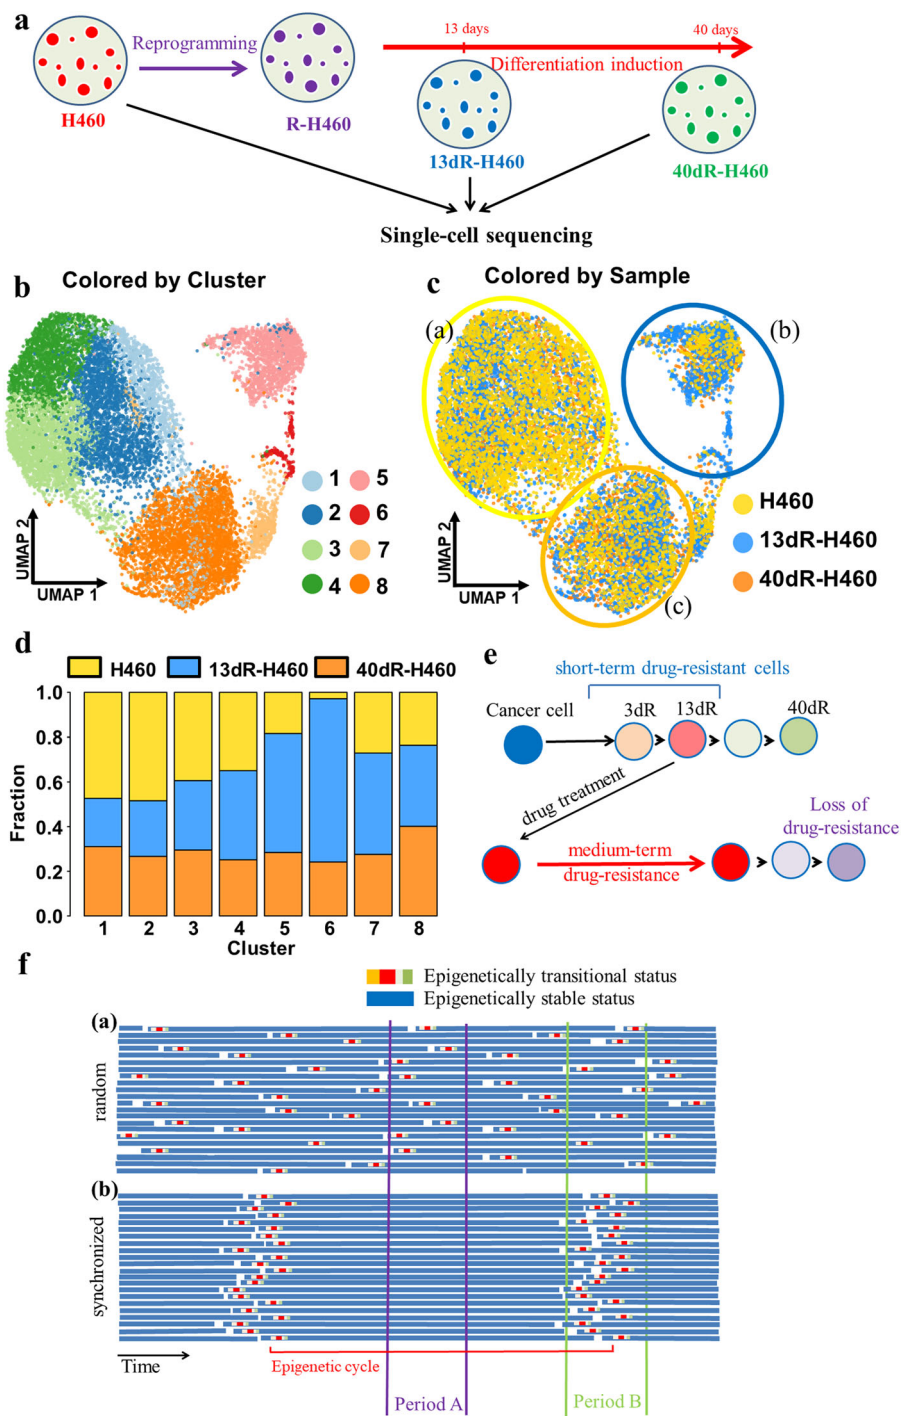 a
13 days
40 days
Reprogramming
Differentiation induction
H460
R-H460
13dR-H460
40dR-H460
Single-cell sequencing
b
Colored by Cluster
1
5
2
6
3
7
4
8
UMAP 2
UMAP 1
c
Colored by Sample
(a)
(b)
(c)
H460
13dR-H460
40dR-H460
UMAP 2
UMAP 1
d
H460
13dR-H460
40dR-H460
Fraction
1.0
0.8
0.6
0.4
0.2
0.0
1
2
3
4
5
6
7
8
Cluster
e
short-term drug-resistant cells
Cancer cell
3dR
13dR
40dR
drug treatment
medium-term
drug-resistance
Loss of
drug-resistance
f
Epigenetically transitional status
Epigenetically stable status
(a)
random
(b)
synchronized
Time
Epigenetic cycle
Period A
Period B